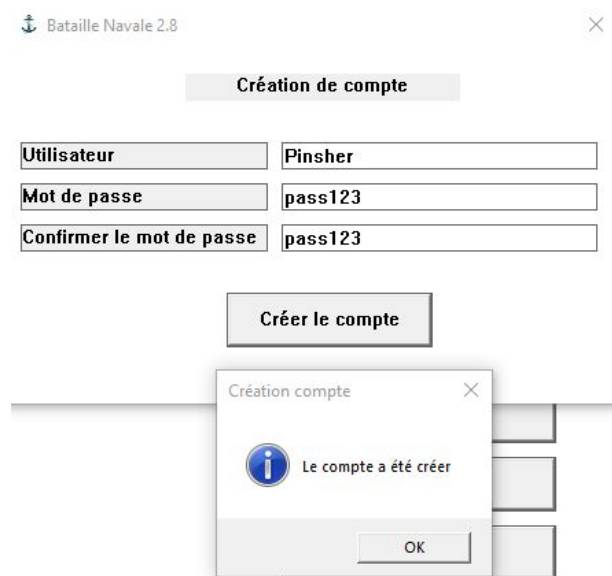 Bataille Navale 2.8
Création de compte
Utilisateur Pinsher
Mot de passe pass123
Confirmer le mot de passe pass123
Créer le compte
Création compte
Le compte a été créer
OK